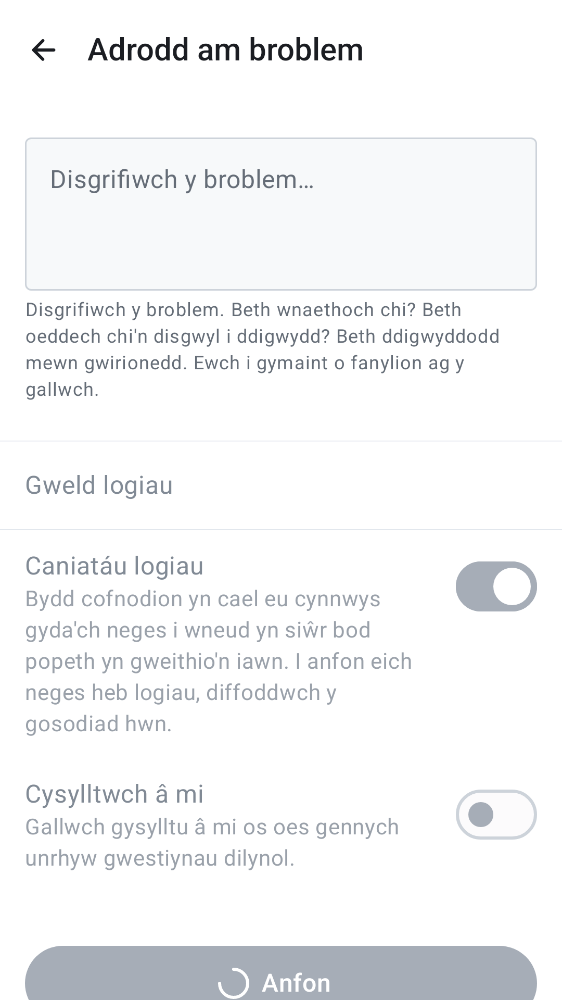 Adrodd am broblem
Disgrifiwch y broblem…
Disgrifiwch y broblem. Beth wnaethoch chi? Beth
oeddech chi'n disgwyl i ddigwydd? Beth ddigwyddodd
mewn gwirionedd. Ewch i gymaint o fanylion ag y
gallwch.
Gweld logiau
Caniatáu logiau
Bydd cofnodion yn cael eu cynnwys
gyda'ch neges i wneud yn siŵr bod
popeth yn gweithio'n iawn. I anfon eich
neges heb logiau, diffoddwch y
gosodiad hwn.
Cysylltwch â mi
Gallwch gysylltu â mi os oes gennych
unrhyw gwestiynau dilynol.
Anfon